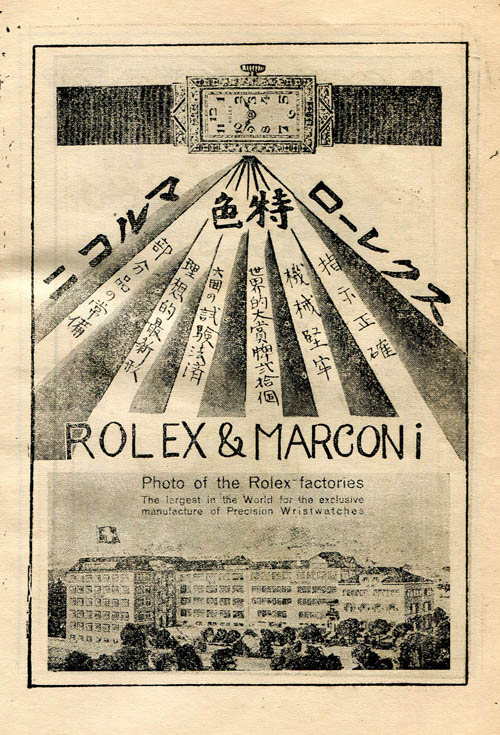 特色
ローレクス
マルコニ
指示正確
機械堅牢
世界的大賞牌弐拾個
の試験
理想的最新形
部分品の常備
ROLEX & MARCONi
Photo of the Rolex factories
The largest in the World for the exclusive
manufacture of Precision Wristwatches